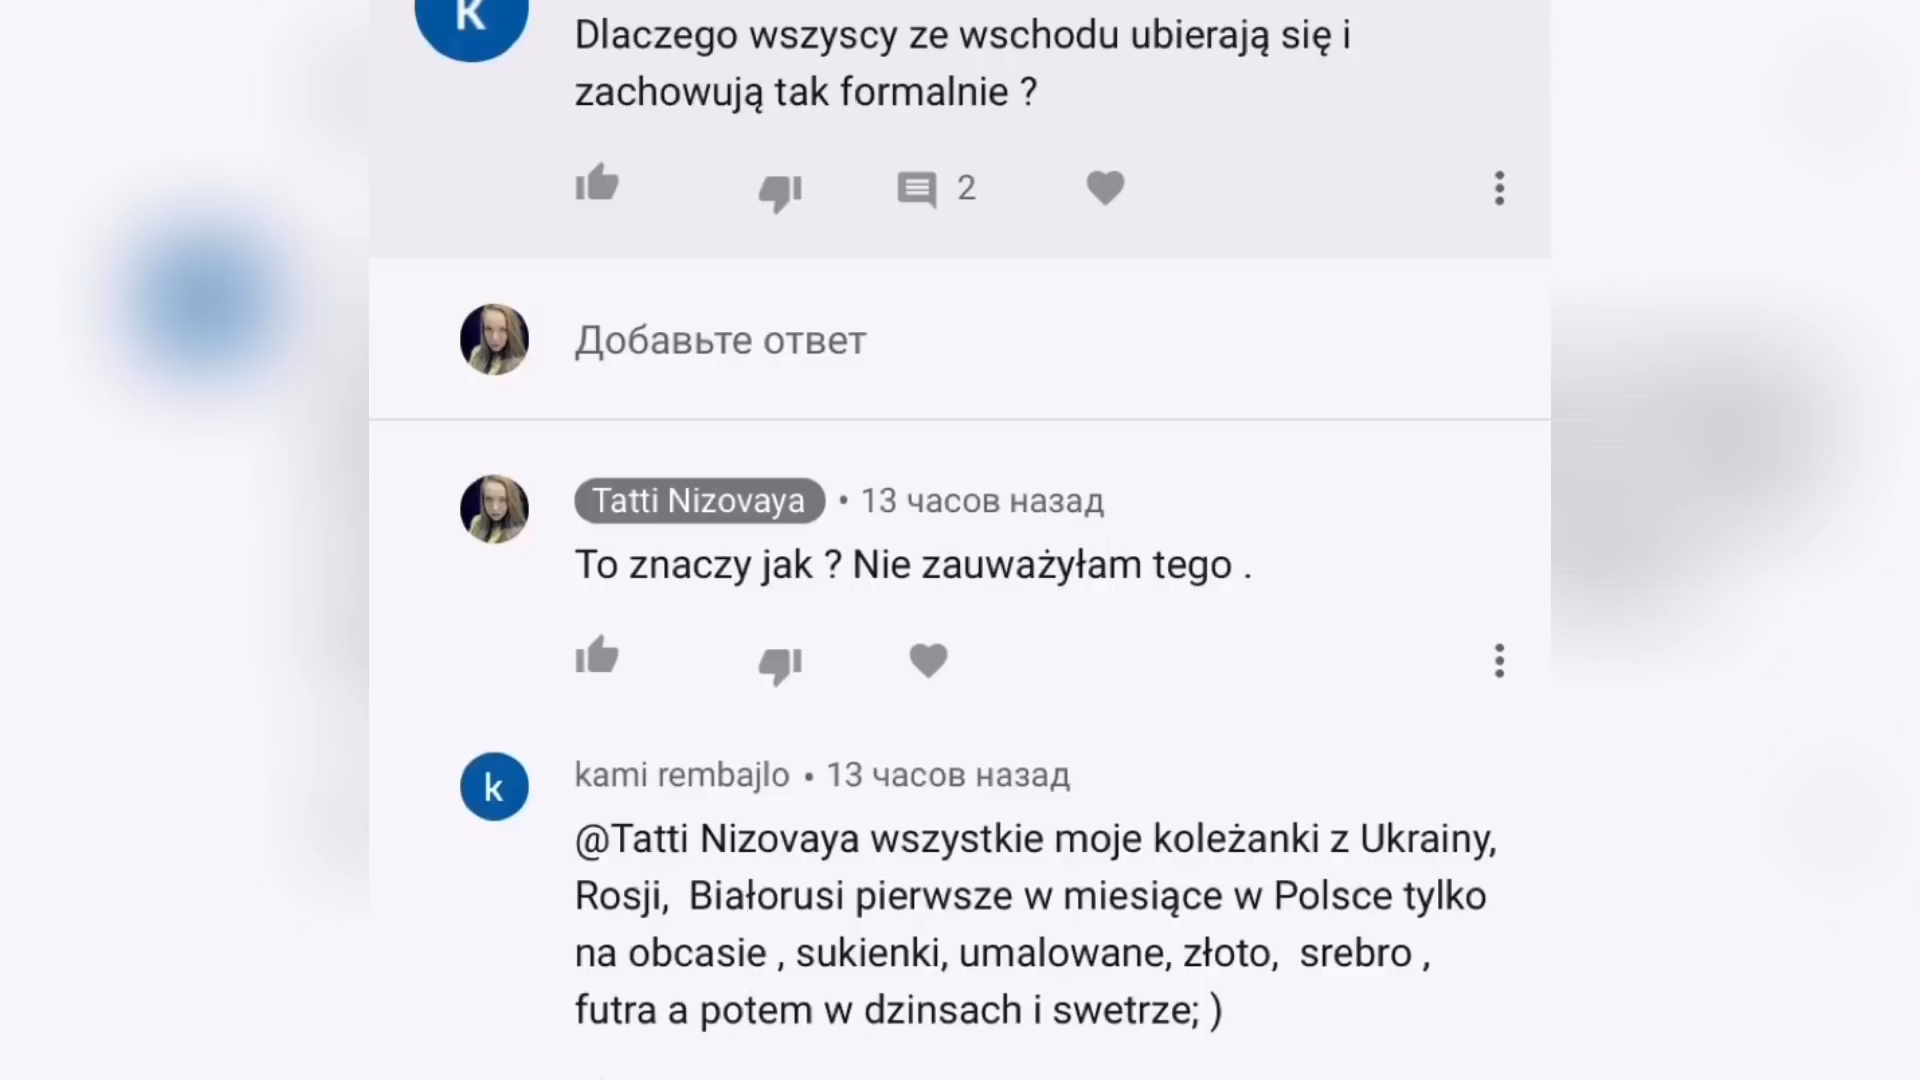 K
Dlaczego wszyscy ze wschodu ubierają się i
zachowują tak formalnie ?
2
Добавьте ответ
Tatti Nizovaya • 13 часов назад
To znaczy jak ? Nie zauważyłam tego .
k
kami rembajlo • 13 часов назад
@Tatti Nizovaya wszystkie moje koleżanki z Ukrainy,
Rosji, Białorusi pierwsze w miesiące w Polsce tylko
na obcasie , sukienki, umalowane, złoto, srebro ,
futra a potem w dzinsach i swetrze; )